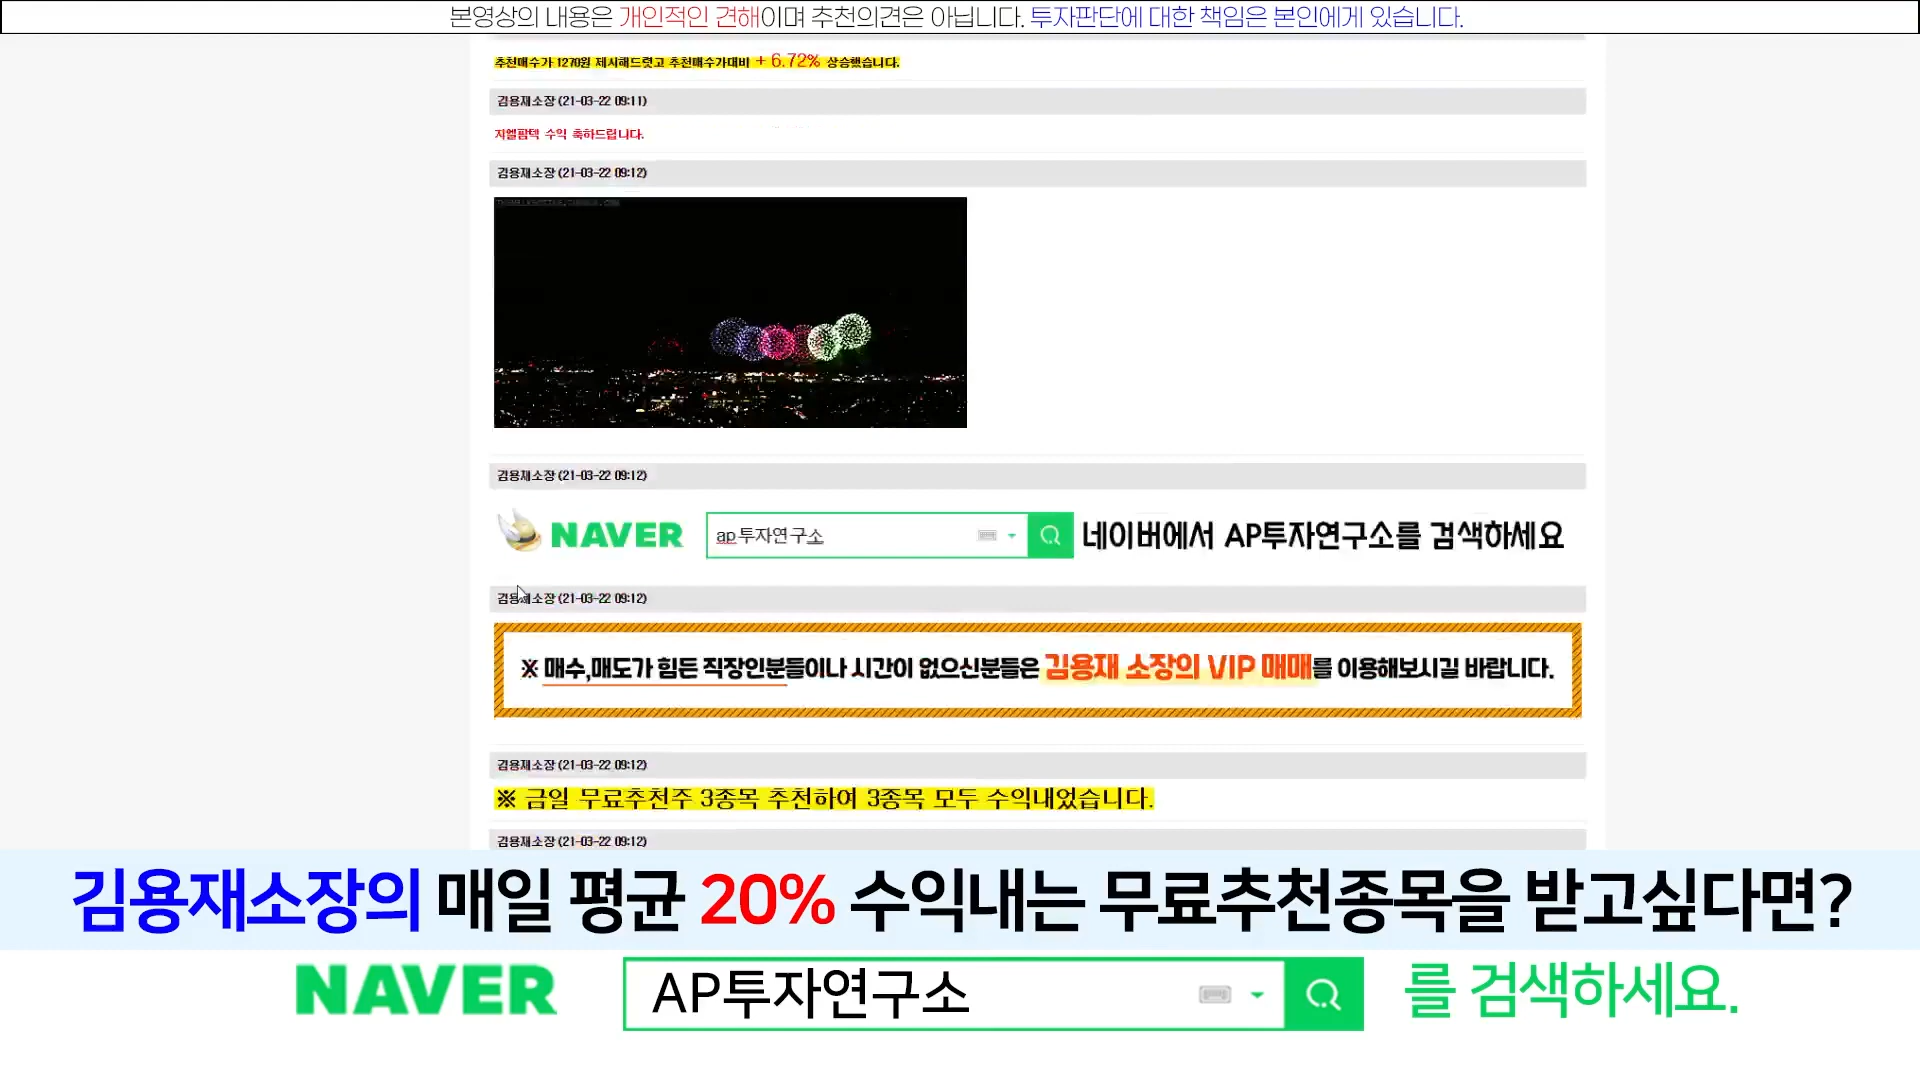 본영상의 내용은 개인적인 견해이며 추천의견은 아닙니다. 투자판단에 대한 책임은 본인에게 있습니다.
추천매수가 1270원 제시해드렷고 추천매수가대비 + 6.72% 상승했습니다.
김용재소장 (21-03-22 09:11)
지엘팜텍 수익 축하드립니다.
김용재소장 (21-03-22 09:12)
김용재소장 (21-03-22 09:12)
NAVER ap투자연구소 네이버에서 AP투자연구소를 검색하세요
김용재소장 (21-03-22 09:12)
※ 매수,매도가 힘든 직장인분들이나 시간이 없으신분들은 김용재 소장의 VIP 매매를 이용해보시길 바랍니다.
김용재소장 (21-03-22 09:12)
※ 금일 무료추천주 3종목 추천하여 3종목 모두 수익내었습니다.
김용재소장 (21-03-22 09:12)
김용재소장의 매일 평균 20% 수익내는 무료추천종목을 받고싶다면?
NAVER AP투자연구소 를 검색하세요.